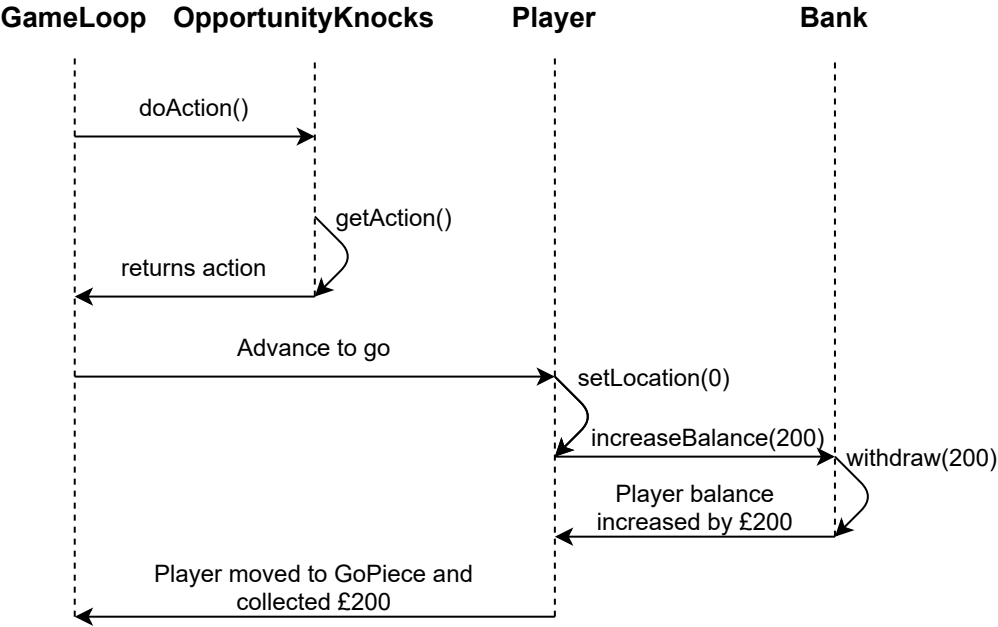 GameLoop OpportunityKnocks Player Bank
doAction()
getAction()
returns action
Advance to go
setLocation(0)
increaseBalance(200)
withdraw(200)
Player balance
increased by £200
Player moved to GoPiece and
collected £200